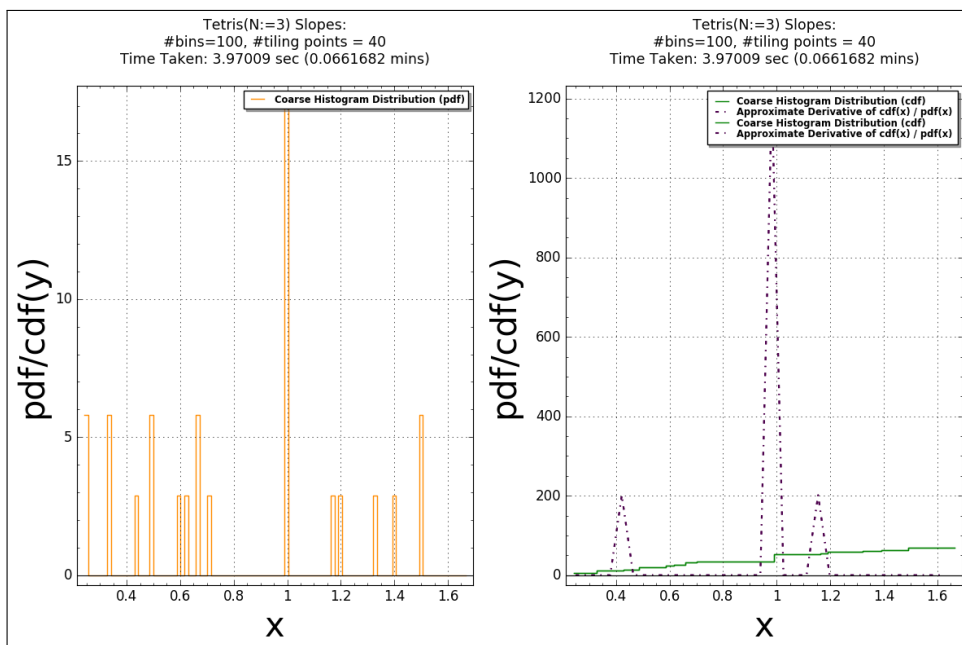 Tetris(N:=3) Slopes:
#bins=100, #tiling points = 40
Time Taken: 3.97009 sec (0.0661682 mins)
Coarse Histogram Distribution (pdf)
15
10
5
0
0.4 0.6 0.8 1 1.2 1.4 1.6
pdf/cdf(y)
x
Tetris(N:=3) Slopes:
#bins=100, #tiling points = 40
Time Taken: 3.97009 sec (0.0661682 mins)
Coarse Histogram Distribution (cdf)
Approximate Derivative of cdf(x) / pdf(x)
Coarse Histogram Distribution (cdf)
Approximate Derivative of cdf(x) / pdf(x)
1200
1000
800
600
400
200
0
0.4 0.6 0.8 1 1.2 1.4 1.6
pdf/cdf(y)
x